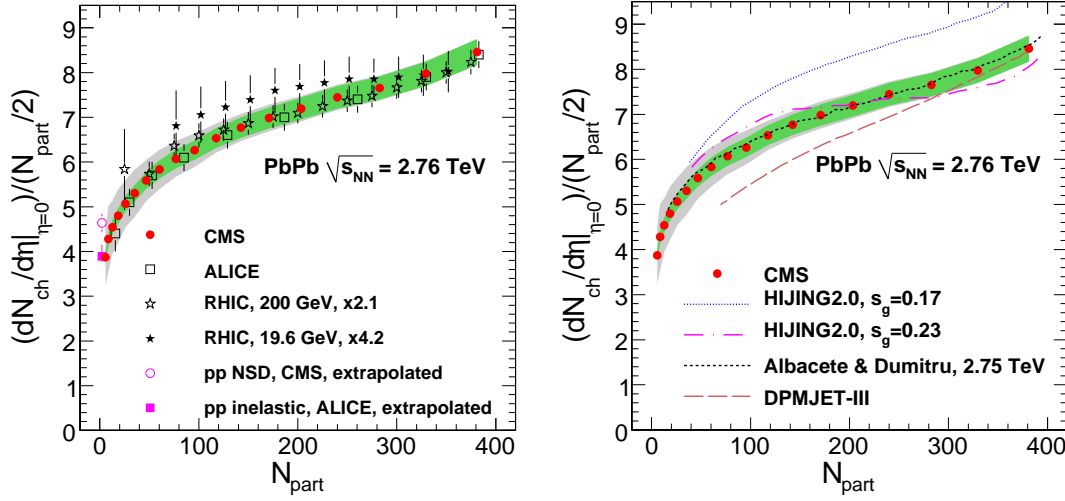 (dN_ch/dη|_η=0)/(N_part/2)
9
8
7
6
5
4
3
2
1
0
PbPb √s_NN = 2.76 TeV
CMS
ALICE
RHIC, 200 GeV, x2.1
RHIC, 19.6 GeV, x4.2
pp NSD, CMS, extrapolated
pp inelastic, ALICE, extrapolated
0 100 200 300 400
N_part
(dN_ch/dη|_η=0)/(N_part/2)
9
8
7
6
5
4
3
2
1
0
PbPb √s_NN = 2.76 TeV
CMS
HIJING2.0, s_g=0.17
HIJING2.0, s_g=0.23
Albacete & Dumitru, 2.75 TeV
DPMJET-III
0 100 200 300 400
N_part